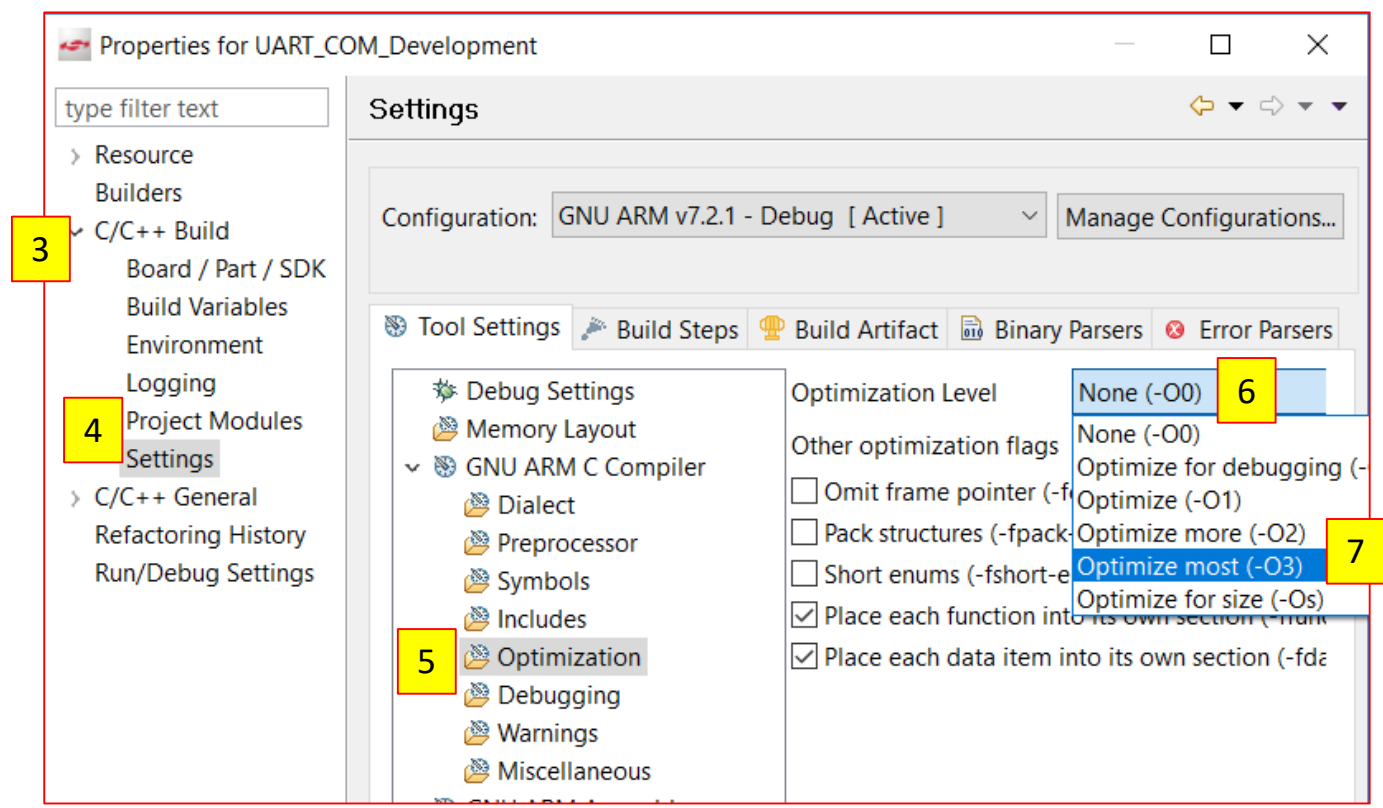 Properties for UART_COM_Development
type filter text
Settings
Resource
Builders
3
C/C++ Build
Board / Part / SDK
Build Variables
Environment
Logging
4
Project Modules
Settings
C/C++ General
Refactoring History
Run/Debug Settings
Configuration: GNU ARM v7.2.1 - Debug [ Active ] Manage Configurations...
Tool Settings Build Steps Build Artifact Binary Parsers Error Parsers
Debug Settings
Memory Layout
GNU ARM C Compiler
Dialect
Preprocessor
Symbols
Includes
5
Optimization
Debugging
Warnings
Miscellaneous
Optimization Level None (-O0) 6
Other optimization flags
Omit frame pointer (-f
Pack structures (-fpack-
Short enums (-fshort-e
Place each function into its own section (-ffunc
Place each data item into its own section (-fda
None (-O0)
Optimize for debugging (-
Optimize (-O1)
Optimize more (-O2)
Optimize most (-O3) 7
Optimize for size (-Os)